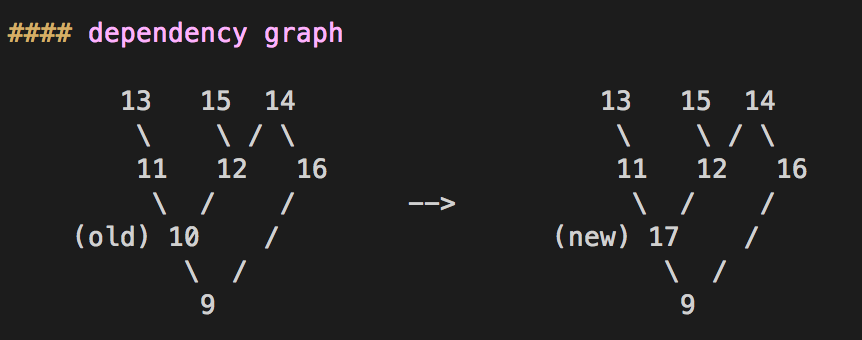 #### dependency graph
13 15 14 13 15 14
\ \ / \ \ \ / \
11 12 16 11 12 16
\ / / --> \ / /
(old) 10 / (new) 17 /
\ / \ /
9 9